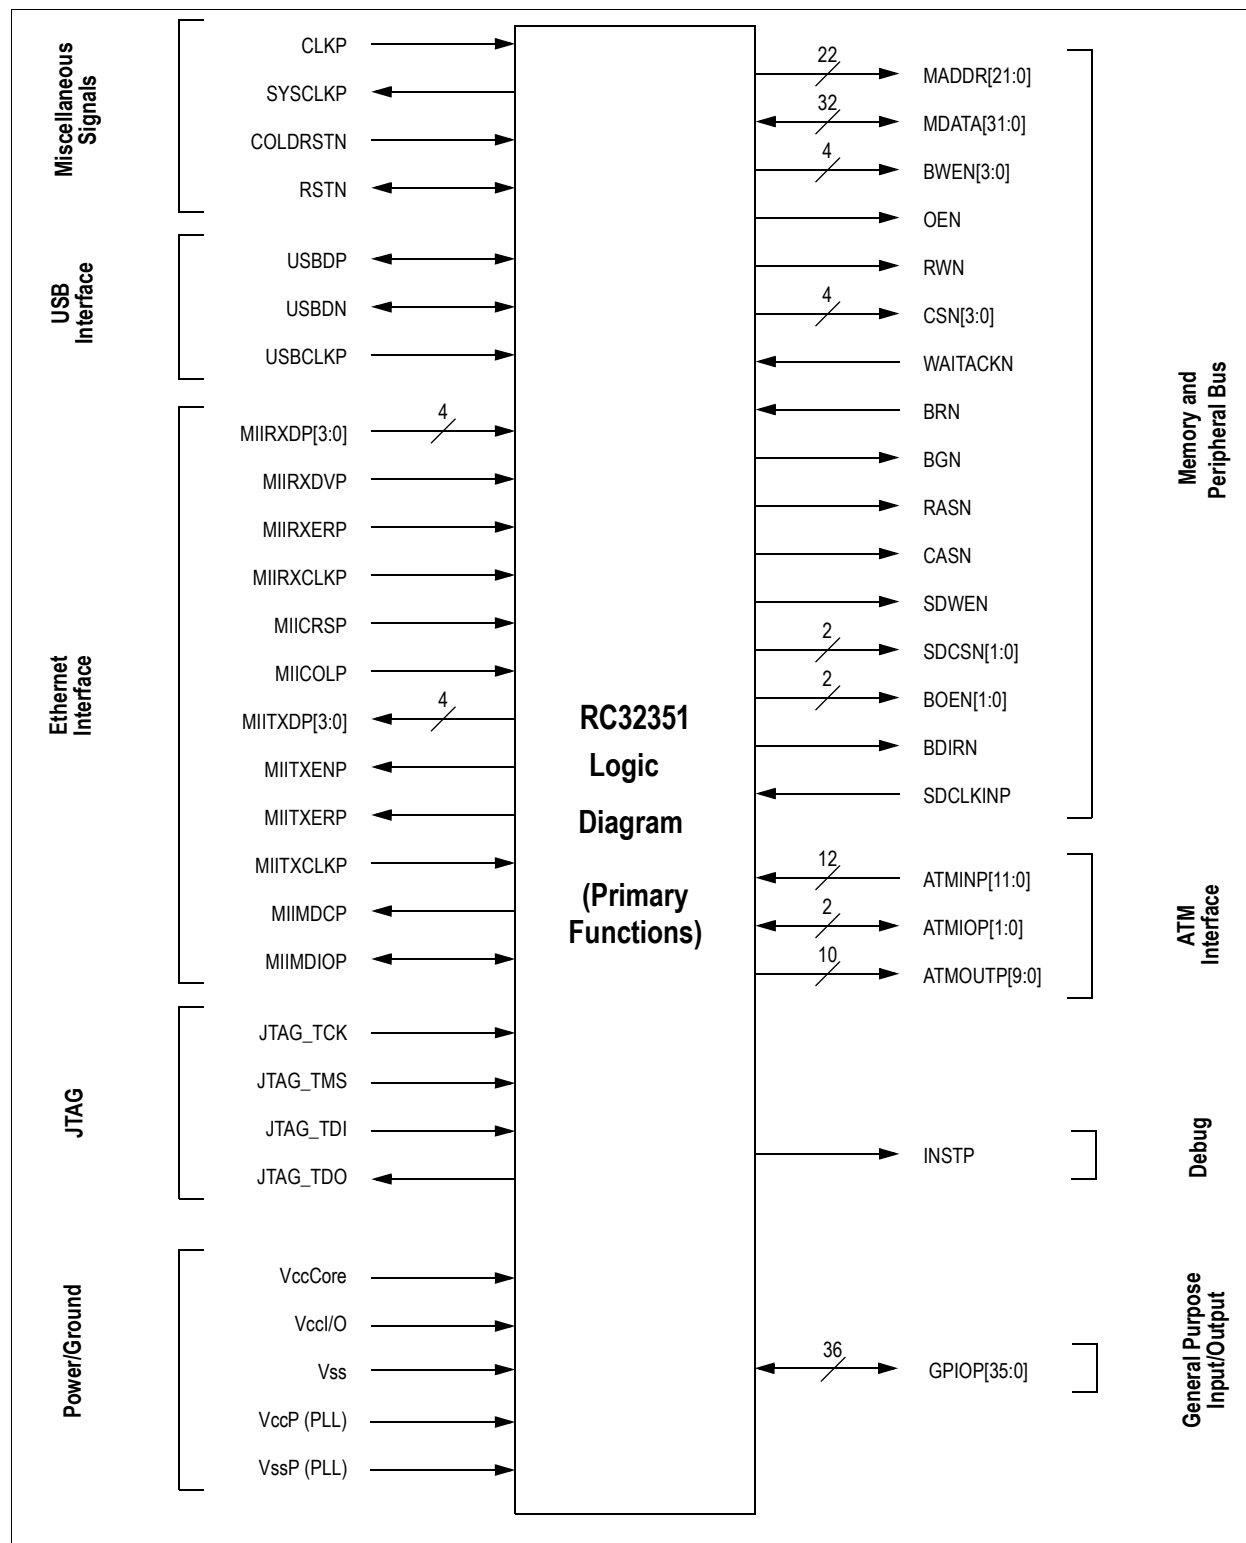 Miscellaneous
Signals
CLKP
SYSCLKP
COLDRSTN
RSTN
USB
Interface
USBDP
USBDN
USBCLKP
Ethernet
Interface
4
MIIRXDP[3:0]
MIIRXDVP
MIIRXERP
MIIRXCLKP
MIICRSP
MIICOLP
4
MIITXDP[3:0]
MIITXENP
MIITXERP
MIITXCLKP
MIIMDCP
MIIMDIOP
JTAG
JTAG_TCK
JTAG_TMS
JTAG_TDI
JTAG_TDO
Power/Ground
VccCore
VccI/O
Vss
VccP (PLL)
VssP (PLL)
RC32351
Logic
Diagram
(Primary
Functions)
22
MADDR[21:0]
32
MDATA[31:0]
4
BWEN[3:0]
OEN
RWN
4
CSN[3:0]
WAITACKN
BRN
BGN
RASN
CASN
SDWEN
2
SDCSN[1:0]
2
BOEN[1:0]
BDIRN
SDCLKINP
Memory and
Peripheral Bus
12
ATMINP[11:0]
2
ATMIOP[1:0]
10
ATMOUTP[9:0]
ATM
Interface
INSTP
Debug
36
GPIOP[35:0]
General Purpose
Input/Output